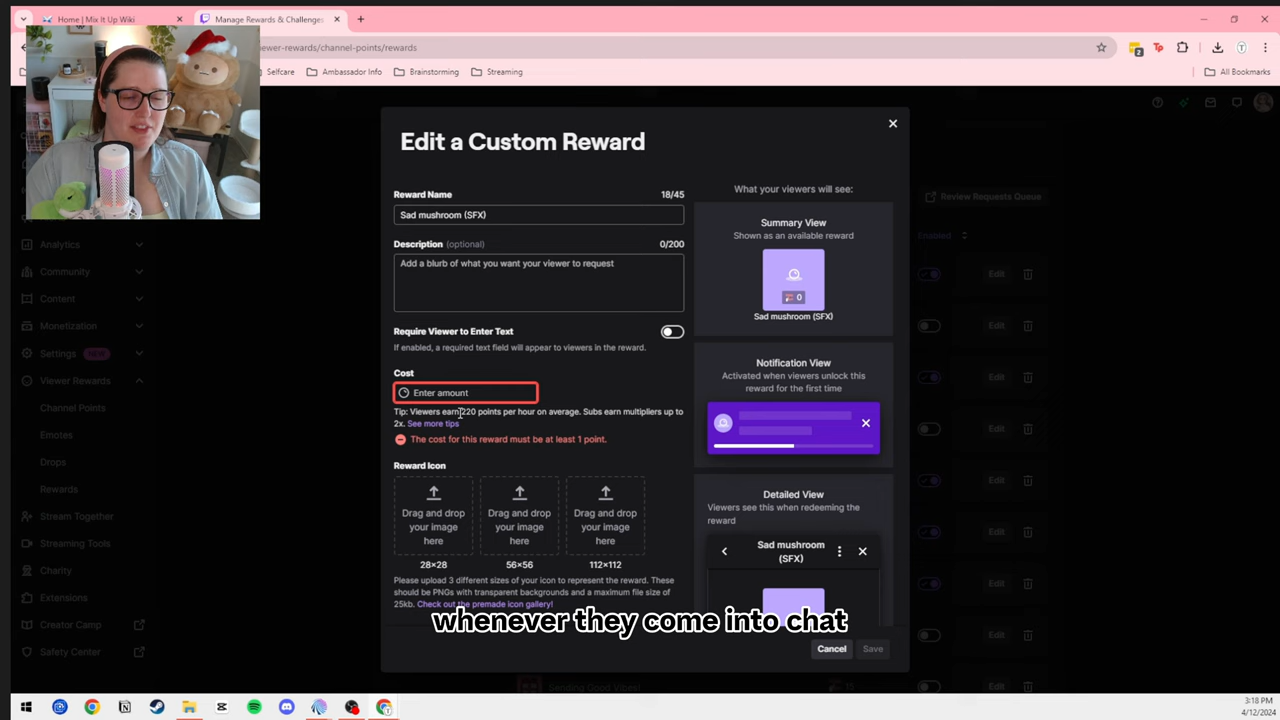 Home | Mix It Up Wiki
Manage Rewards & Challenges
iewer-rewards/channel-points/rewards
Selfcare
Ambassador Info
Brainstorming
Streaming
All Bookmarks
Edit a Custom Reward
Reward Name
18/45
Sad mushroom (SFX)
Description (optional)
0/200
Add a blurb of what you want your viewer to request
Require Viewer to Enter Text
If enabled, a required text field will appear to viewers in the reward.
Cost
Enter amount
Tip: Viewers earn 220 points per hour on average. Subs earn multipliers up to
2x. See more tips
The cost for this reward must be at least 1 point.
Reward Icon
Drag and drop
your image
here
Drag and drop
your image
here
Drag and drop
your image
here
28×28
56×56
112×112
Please upload 3 different sizes of your icon to represent the reward. These
should be PNGs with transparent backgrounds and a maximum file size of
25kb. Check out the premade icon gallery!
What your viewers will see:
Summary View
Shown as an available reward
0
Sad mushroom (SFX)
Notification View
Activated when viewers unlock this
reward for the first time
Detailed View
Viewers see this when redeeming the
reward
Sad mushroom
(SFX)
Cancel
Save
Analytics
Community
Content
Monetization
Settings
NEW
Viewer Rewards
Channel Points
Emotes
Drops
Rewards
Stream Together
Streaming Tools
Charity
Extensions
Creator Camp
Safety Center
Review Requests Queue
Enabled
Edit
Edit
Edit
Edit
Edit
Edit
Edit
Edit
Sending Good Vibes!
15
whenever they come into chat
3:18 PM
4/12/2024